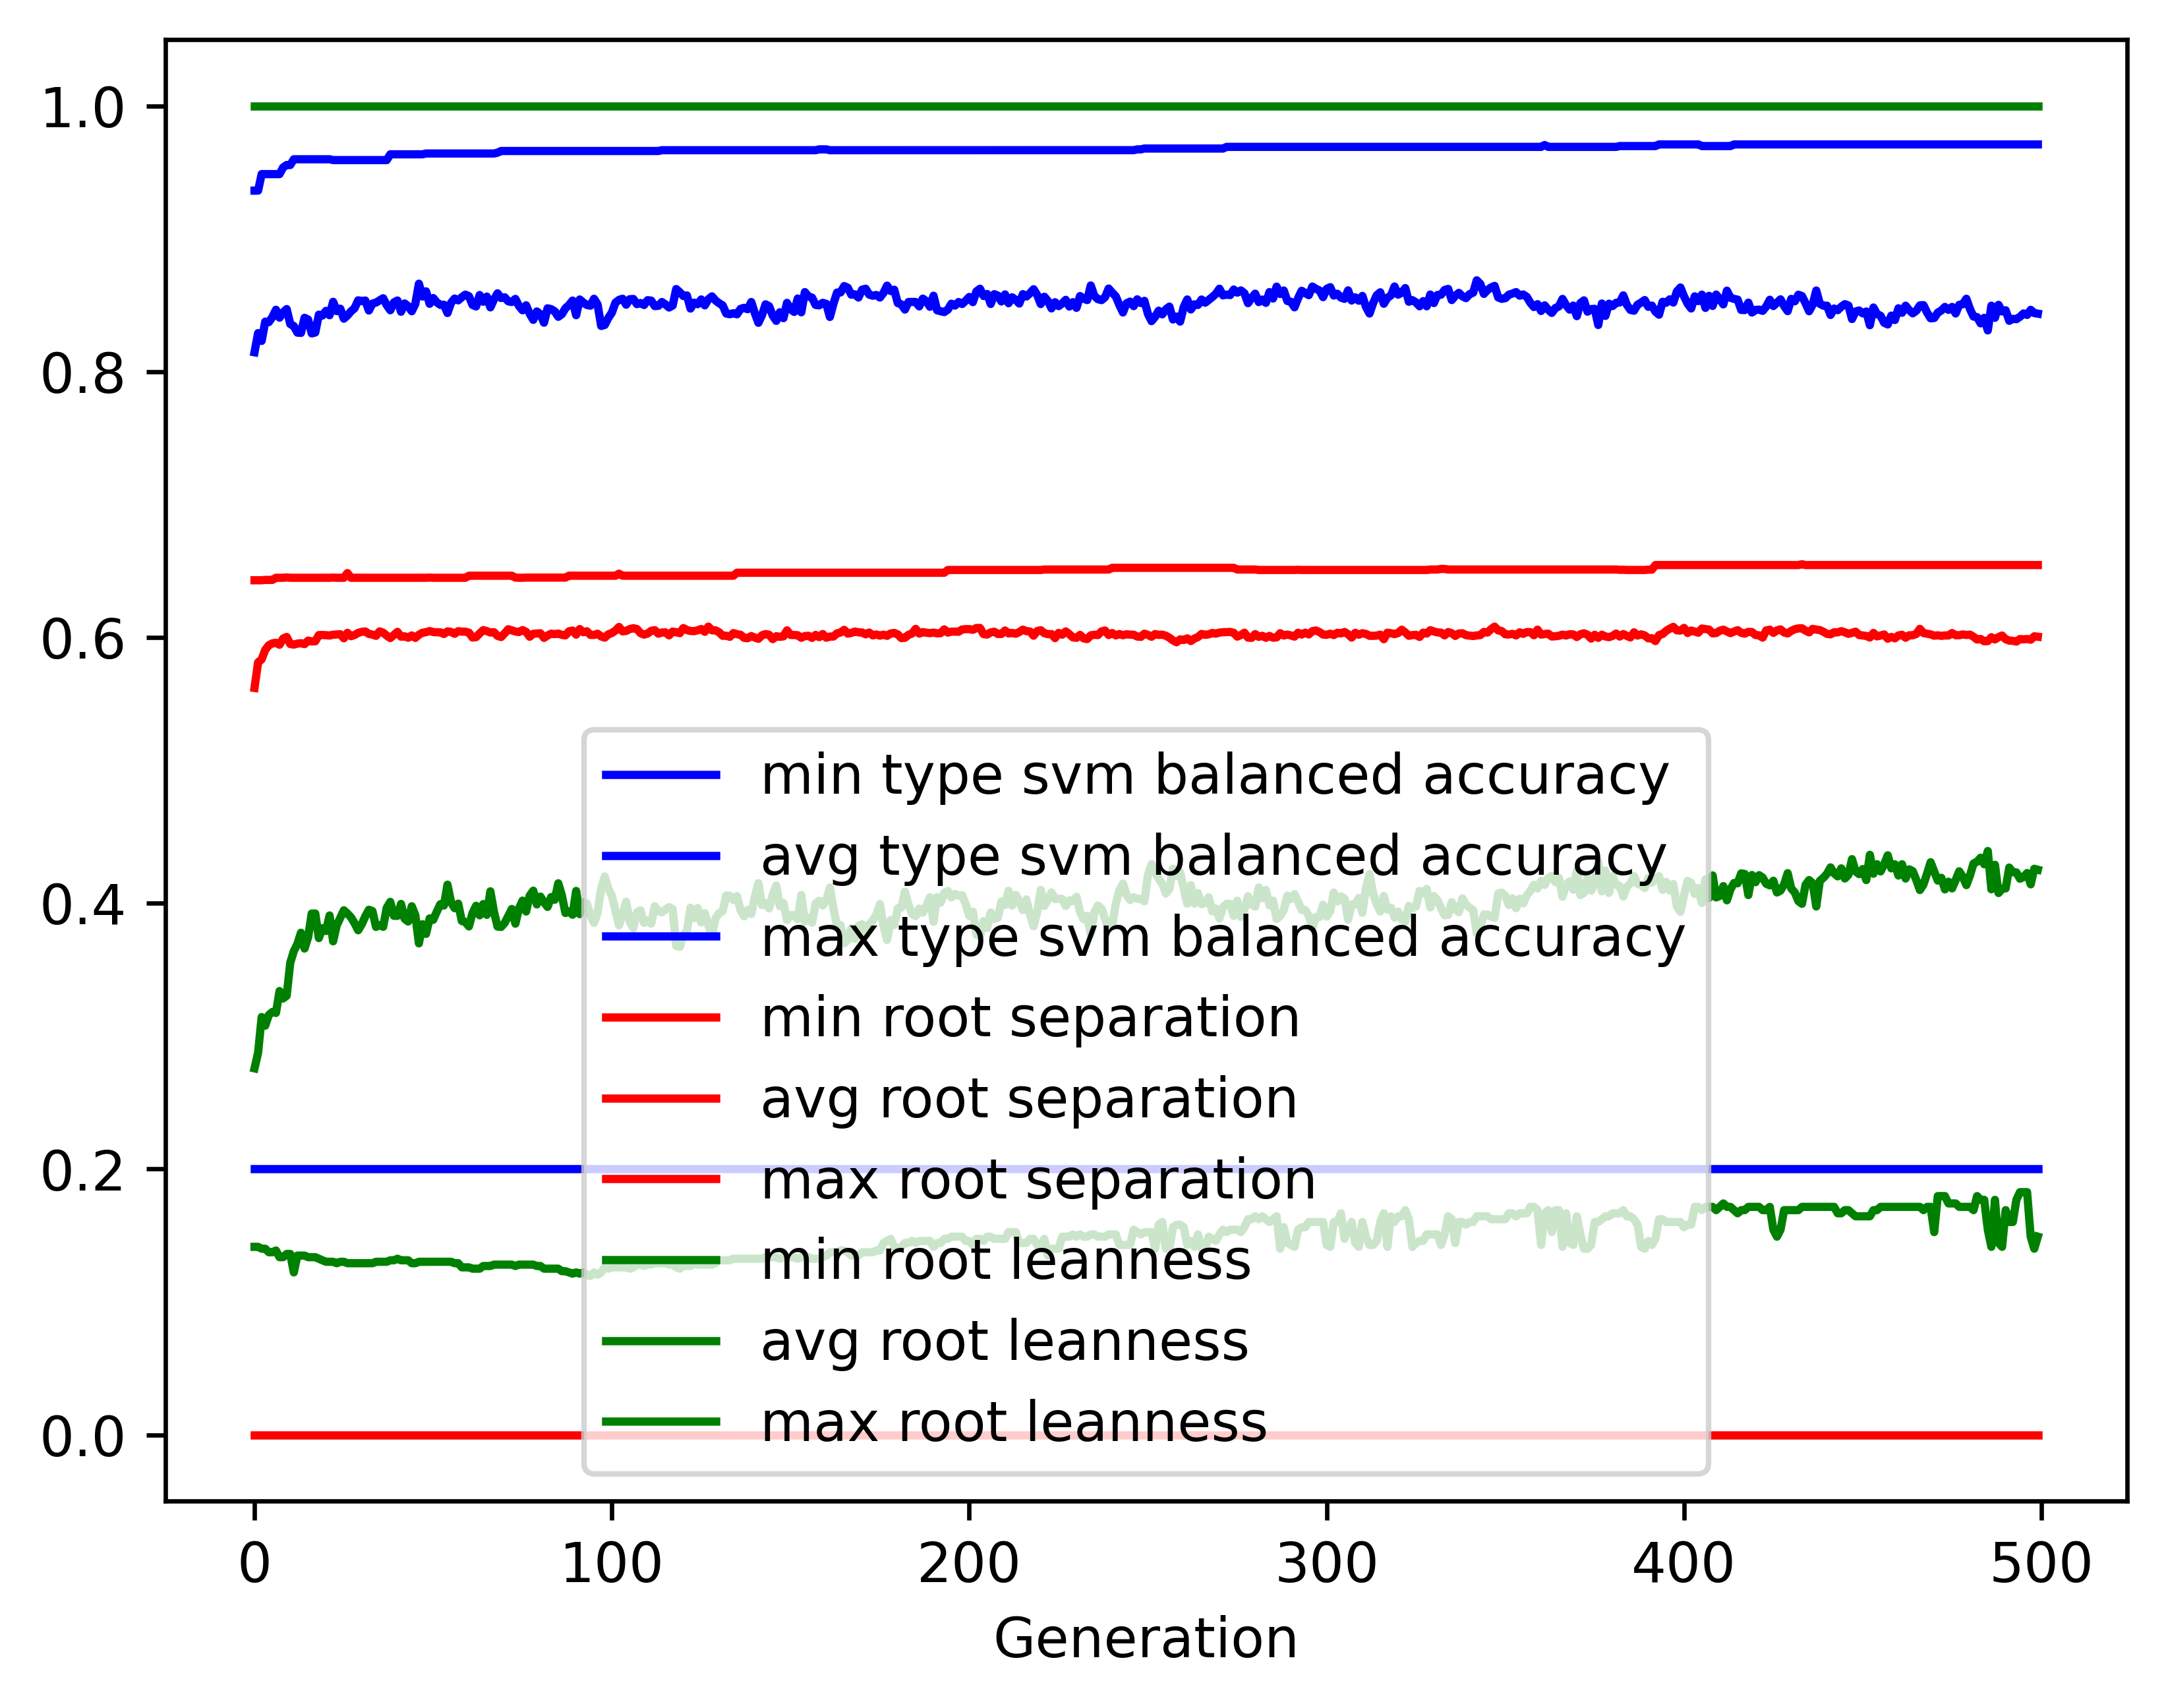 1.0
0.8
0.6
0.4
0.2
0.0
min type svm balanced accuracy
avg type svm balanced accuracy
max type svm balanced accuracy
min root separation
avg root separation
max root separation
min root leanness
avg root leanness
max root leanness
0 100 200 300 400 500
Generation